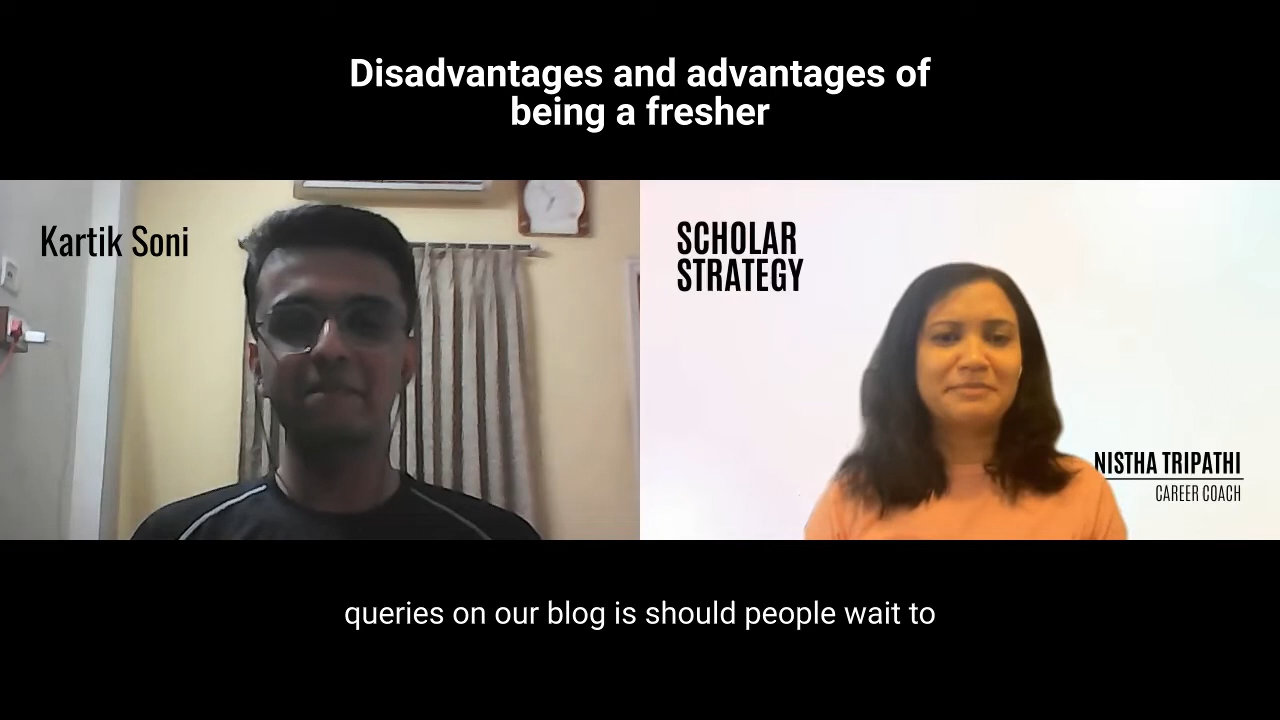 Disadvantages and advantages of
being a fresher
Kartik Soni
SCHOLAR
STRATEGY
NISTHA TRIPATHI
CAREER COACH
queries on our blog is should people wait to